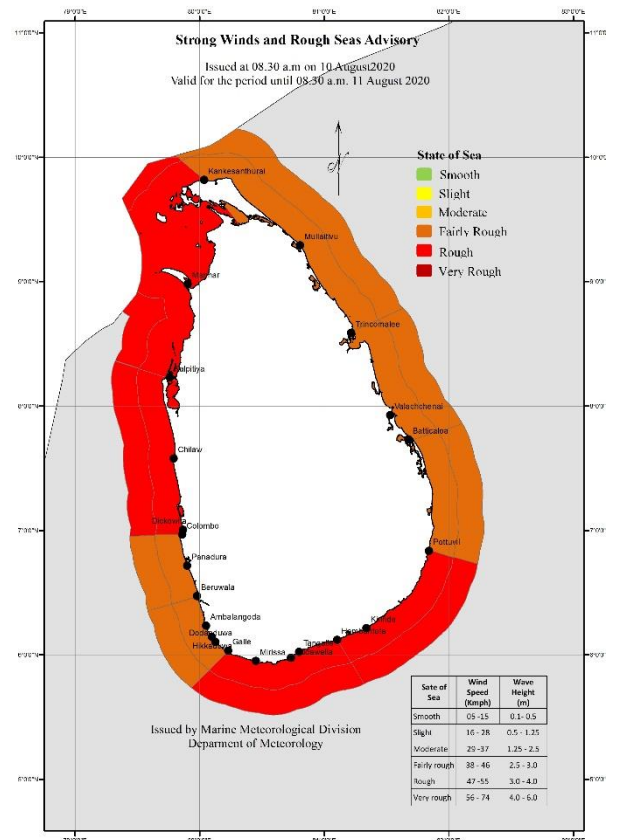 Strong Winds and Rough Seas Advisory
Issued at 08.30 a.m on 10 August2020
Valid for the period until 08.30 a.m. 11 August 2020
N
State of Sea
Smooth
Slight
Moderate
Fairly Rough
Rough
Very Rough
Kankesanthurai
Mullaitivu
Mannar
Trincomalee
Kalpitiya
Valachchenai
Batticaloa
Chilaw
Colombo
Pottuvil
Panadura
Beruwala
Ambalangoda
Dodanduwa
Hikkaduwa
Galle
Mirissa
Tangalle
Hambantota
Kirinda
Issued by Marine Meteorological Division
Deparment of Meteorology
Sate of Sea Wind Speed (Kmph) Wave Height (m)
Smooth 05 -15 0.1- 0.5
Slight 16 - 28 0.5 - 1.25
Moderate 29 -37 1.25 - 2.5
Fairly rough 38 - 46 2.5 - 3.0
Rough 47 -55 3.0 - 4.0
Very rough 56 - 74 4.0 - 6.0